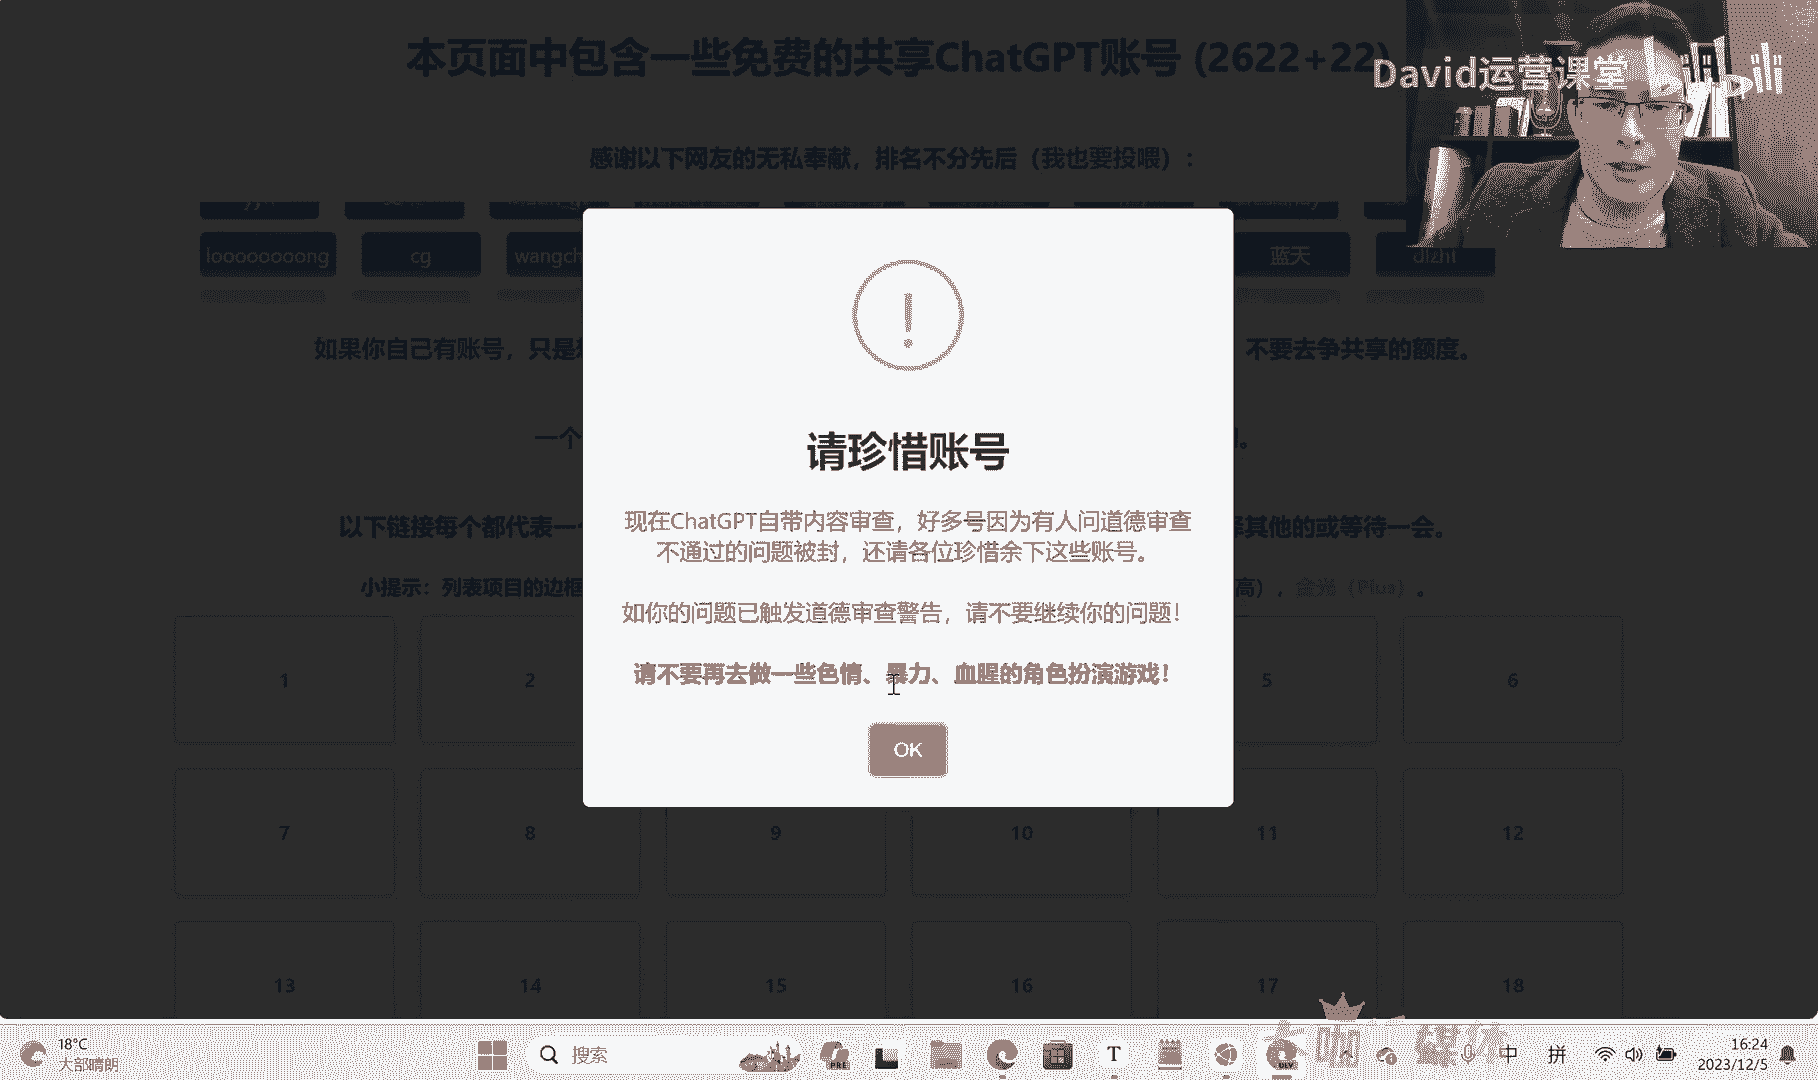 本页面中包含一些免费的共享ChatGPT账号 (2622+22)
David运营课堂 bilibili
感谢以下网友的无私奉献，排名不分先后（我也要投喂）：
looooooong cg wangch 蓝天 dlzht
如果你自己有账号，只是 不要去争共享的额度。
一个
以下链接每个都代表一 其他的或等待一会。
小提示：列表项目的边框 高），金光（Plus）。
请珍惜账号
现在ChatGPT自带内容审查，好多号因为有人问道德审查
不通过的问题被封，还请各位珍惜余下这些账号。
如你的问题已触发道德审查警告，请不要继续你的问题！
请不要再去做一些色情、暴力、血腥的角色扮演游戏！
OK
1 2 5 6
7 8 9 10 11 12
13 14 15 16 17 18
18°C
大部晴朗
搜索
PRE
T
DEV
中 拼
16:24
2023/12/5